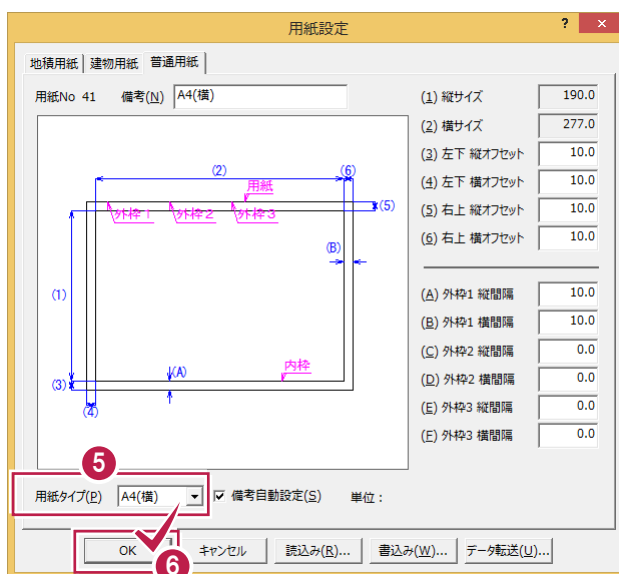 用紙設定
? ×
地積用紙 建物用紙 普通用紙
用紙No 41 備考(N) A4(横)
(1) 縦サイズ 190.0
(2) 横サイズ 277.0
(3) 左下 縦オフセット 10.0
(4) 左下 横オフセット 10.0
(5) 右上 縦オフセット 10.0
(6) 右上 横オフセット 10.0
(A) 外枠1 縦間隔 10.0
(B) 外枠1 横間隔 10.0
(C) 外枠2 縦間隔 0.0
(D) 外枠2 横間隔 0.0
(E) 外枠3 縦間隔 0.0
(F) 外枠3 横間隔 0.0
(2) (6)
用紙
外枠1 外枠2 外枠3 (5)
(B)
(1)
内枠
(A)
(3)
(4)
5
用紙タイプ(P) A4(横) 備考自動設定(S) 単位:
OK キャンセル 読込み(R)... 書込み(W)... データ転送(U)...
6